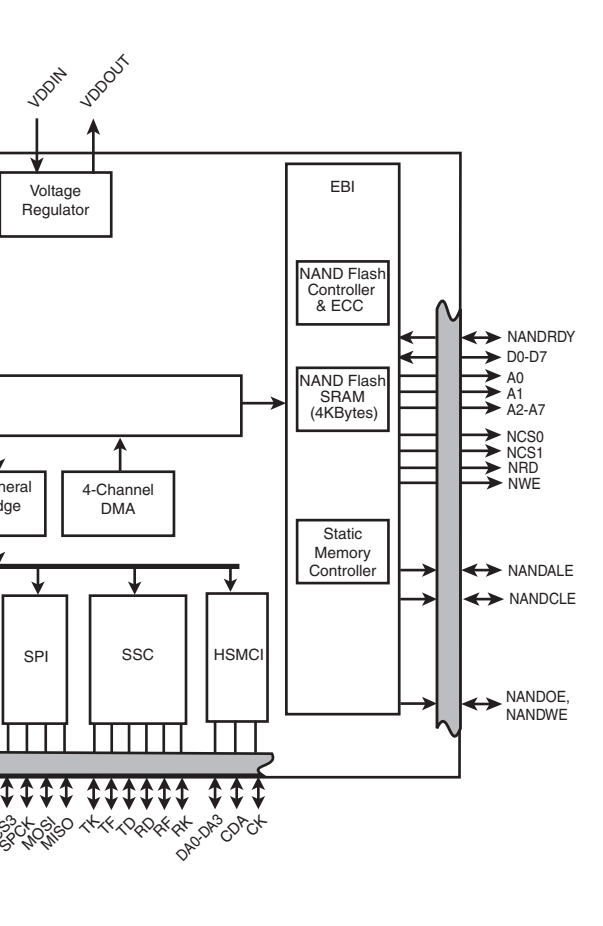 VDDIN
VDDOUT
Voltage
Regulator
EBI
NAND Flash
Controller
& ECC
NANDRDY
D0-D7
A0
A1
A2-A7
NAND Flash
SRAM
(4KBytes)
NCS0
NCS1
NRD
NWE
4-Channel
DMA
Static
Memory
Controller
NANDALE
NANDCLE
SPI
SSC
HSMCI
NANDOE,
NANDWE
SPCK
MOSI
MISO
TK
TF
TD
RD
RF
RK
DA0-DA3
CDA
CK